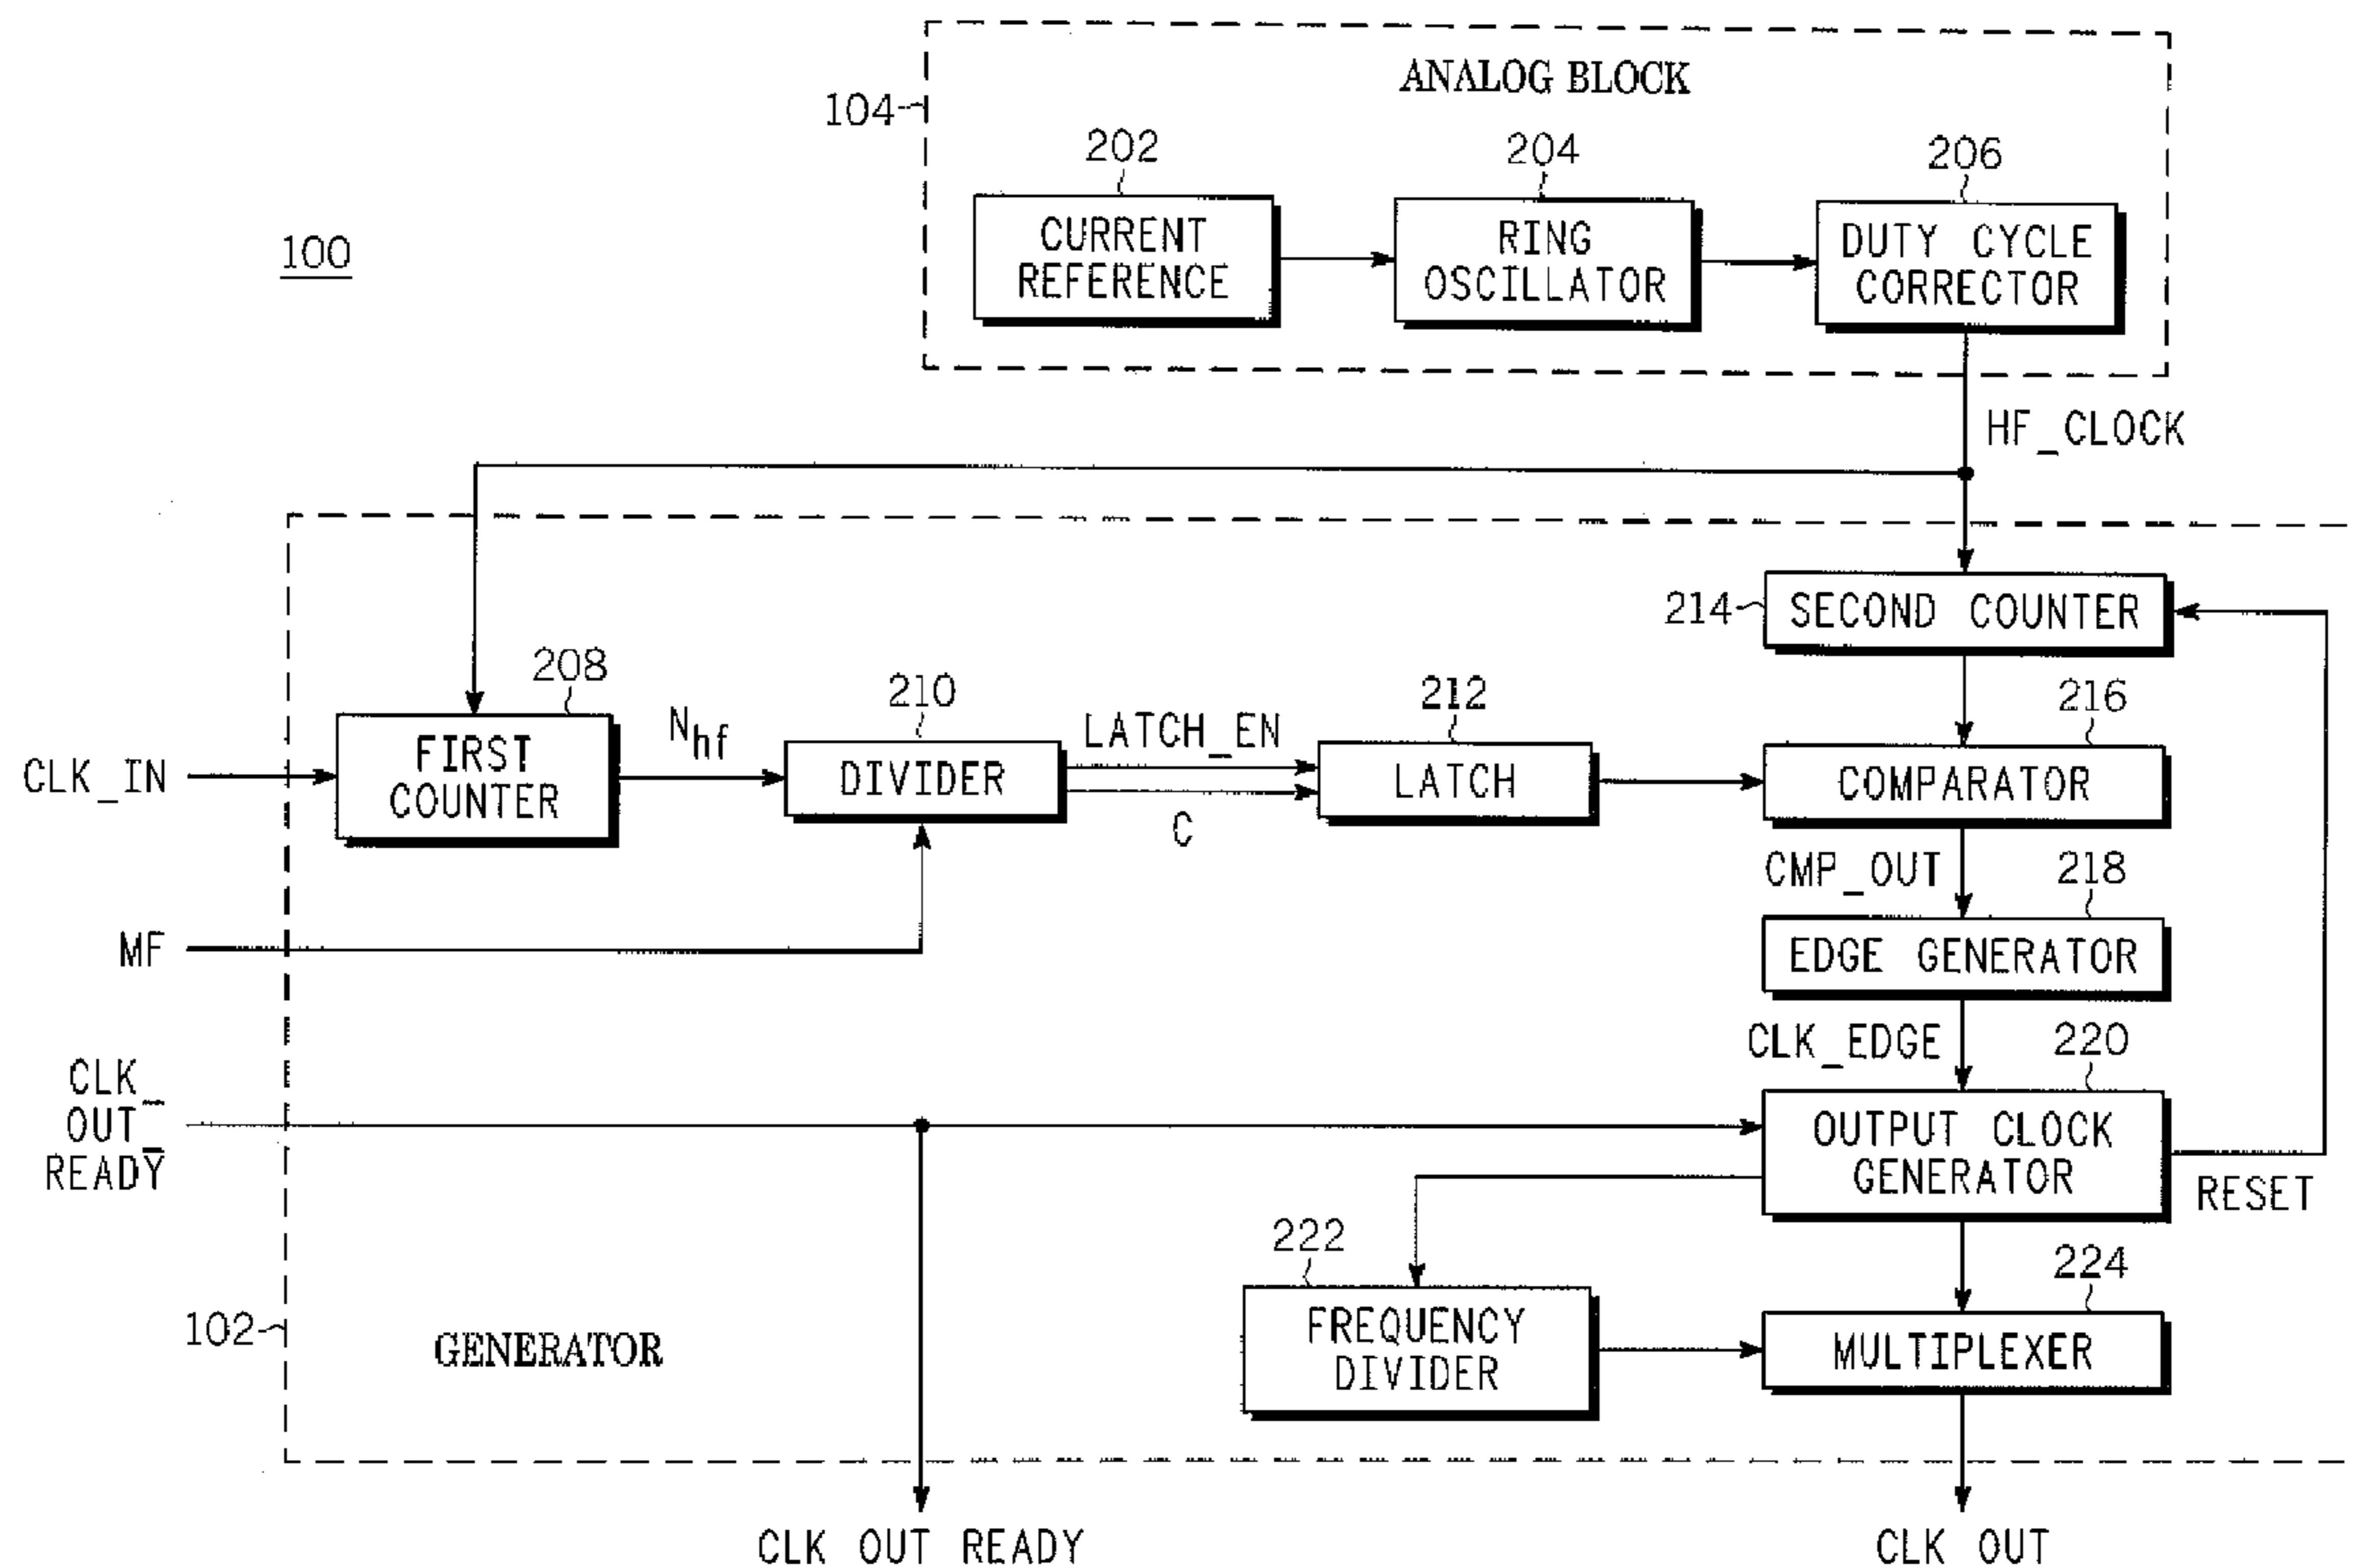 ANALOG BLOCK
104
202
204
206
CURRENT
REFERENCE
RING
OSCILLATOR
DUTY CYCLE
CORRECTOR
100
HF_CLOCK
214
SECOND COUNTER
208
210
212
216
N_hf
LATCH_EN
CLK_IN
FIRST
COUNTER
DIVIDER
LATCH
COMPARATOR
C
CMP_OUT
218
MF
EDGE GENERATOR
CLK_EDGE
220
CLK_
OUT_
READY
OUTPUT CLOCK
GENERATOR
RESET
222
224
102
GENERATOR
FREQUENCY
DIVIDER
MULTIPLEXER
CLK OUT READY
CLK OUT